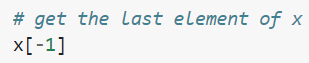 # get the last element of x
x[-1]